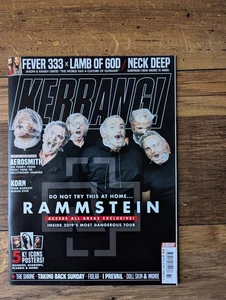 FEVER 333 x LAMB OF GOD / NECK DEEP
KERRANG!
AEROSMITH
KORN
DO NOT TRY THIS AT HOME...
RAMMSTEIN
ACCESS ALL AREAS EXCLUSIVE!
INSIDE 2019'S MOST DANGEROUS TOUR
5 K! ICONS
POSTERS!
THE SHRINE · TAKING BACK SUNDAY · FIDLAR · I PREVAIL · DOLL SKIN & MORE